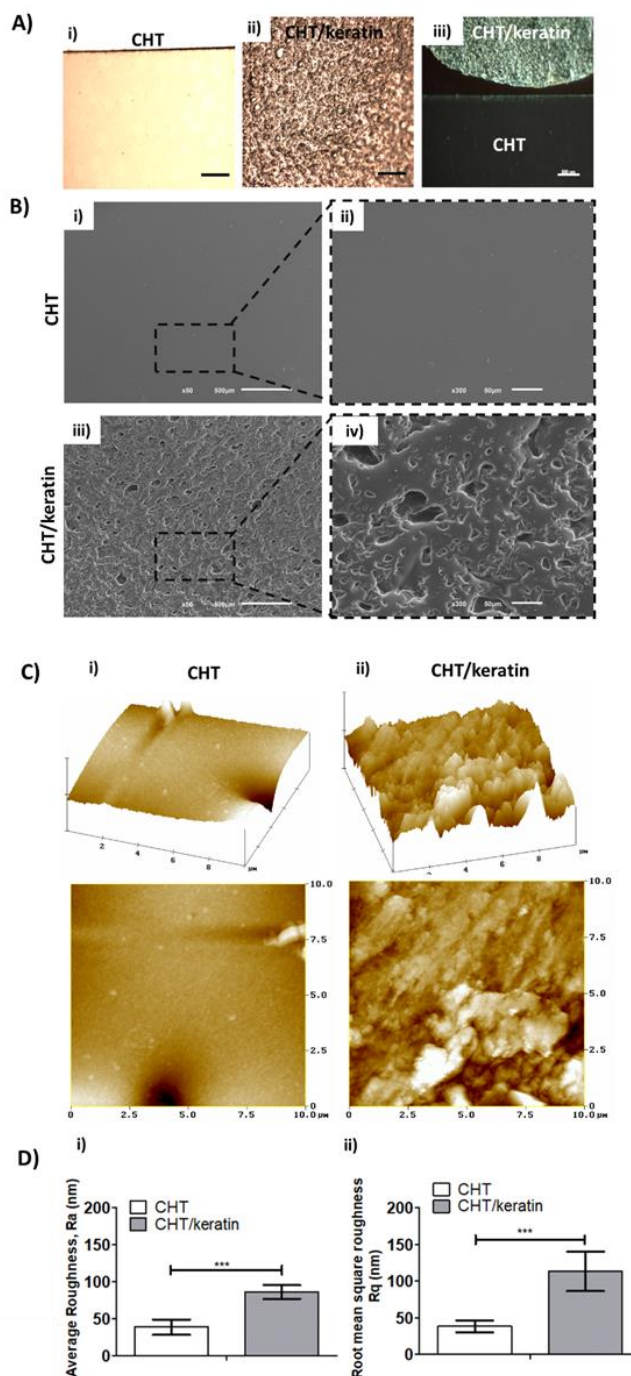 A)
i)
CHT
ii)
CHT/keratin
iii)
CHT/keratin
CHT
B)
i)
CHT
x50 500µm
ii)
x300 50µm
iii)
CHT/keratin
x50 500µm
iv)
x300 50µm
C)
i)
CHT
ii)
CHT/keratin
2
4
6
8
µm
4
6
8
µm
10.0
7.5
5.0
2.5
0
0
2.5
5.0
7.5
10.0
µm
10.0
7.5
5.0
2.5
0
0
2.5
5.0
7.5
10.0
µm
D)
i)
Average Roughness, Ra (nm)
200
150
100
50
0
CHT
CHT/keratin
***
ii)
Root mean square roughness
Rq (nm)
200
150
100
50
0
CHT
CHT/keratin
***